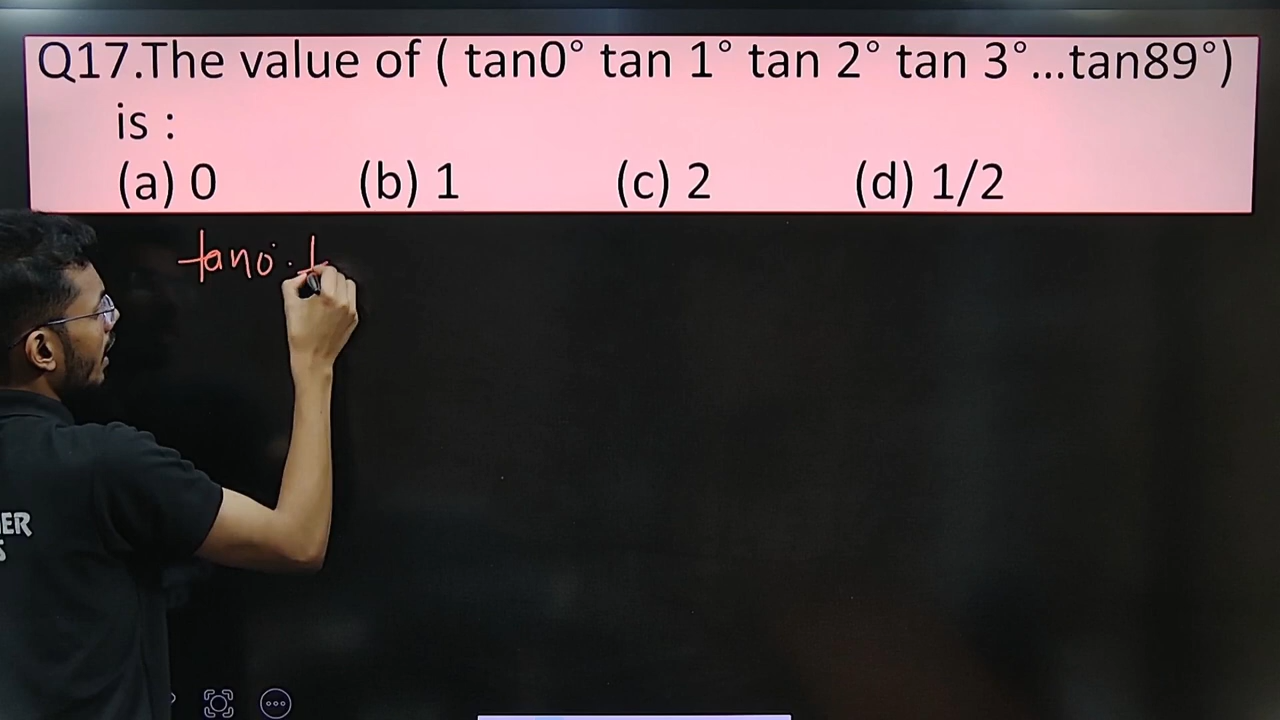 Q17.The value of ( tan0° tan 1° tan 2° tan 3°...tan89°)
is :
(a) 0 (b) 1 (c) 2 (d) 1/2
tan0° · t
ER